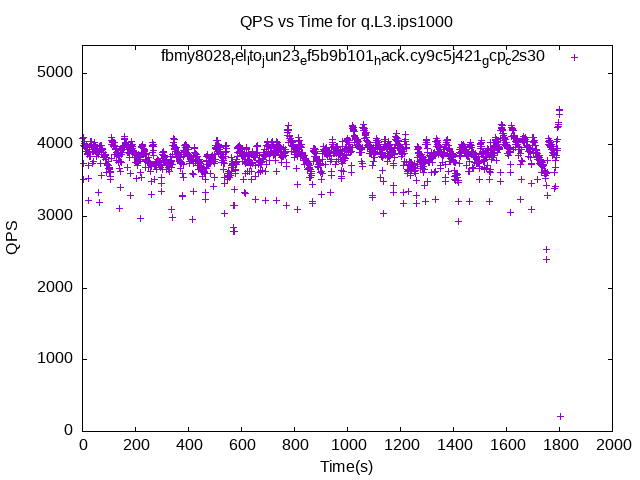 QPS vs Time for q.L3.ips1000
fbmy8028relltojun23ef5b9b101hack.cy9c5j421gcpc2s30
5000
4000
3000
2000
1000
0
QPS
0 200 400 600 800 1000 1200 1400 1600 1800 2000
Time(s)